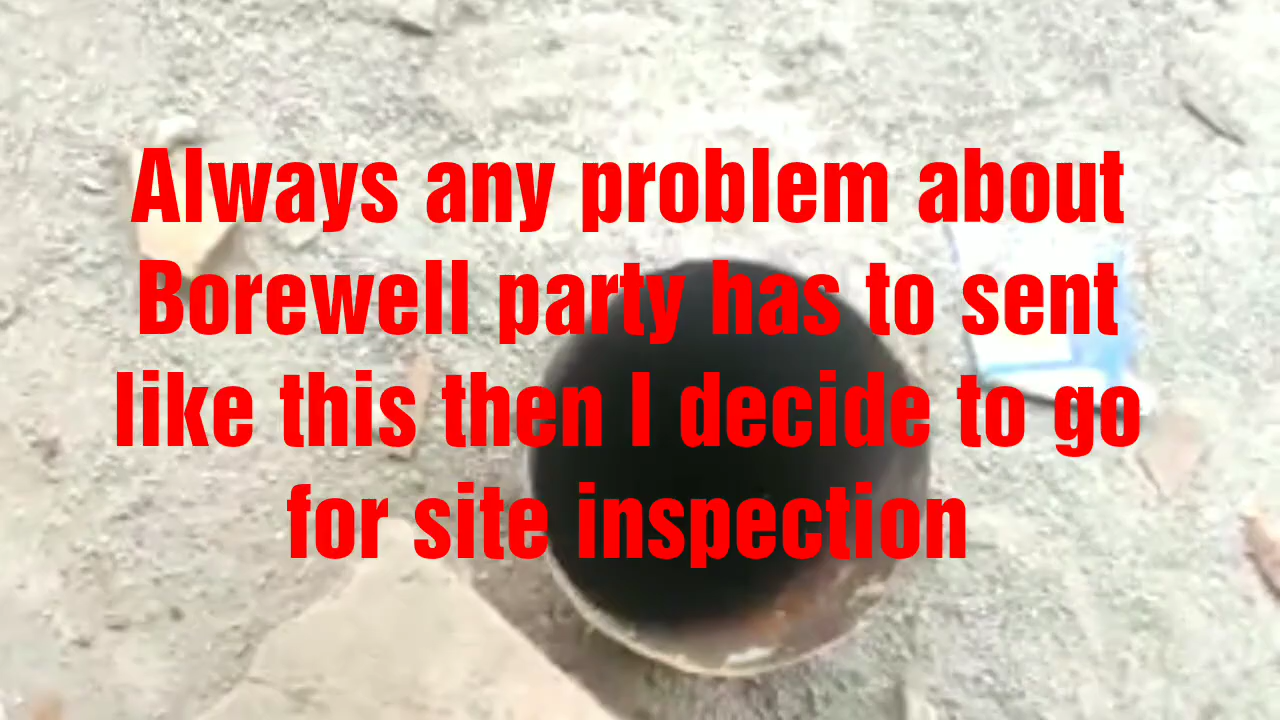 Always any problem about
Borewell party has to sent
like this then I decide to go
for site inspection